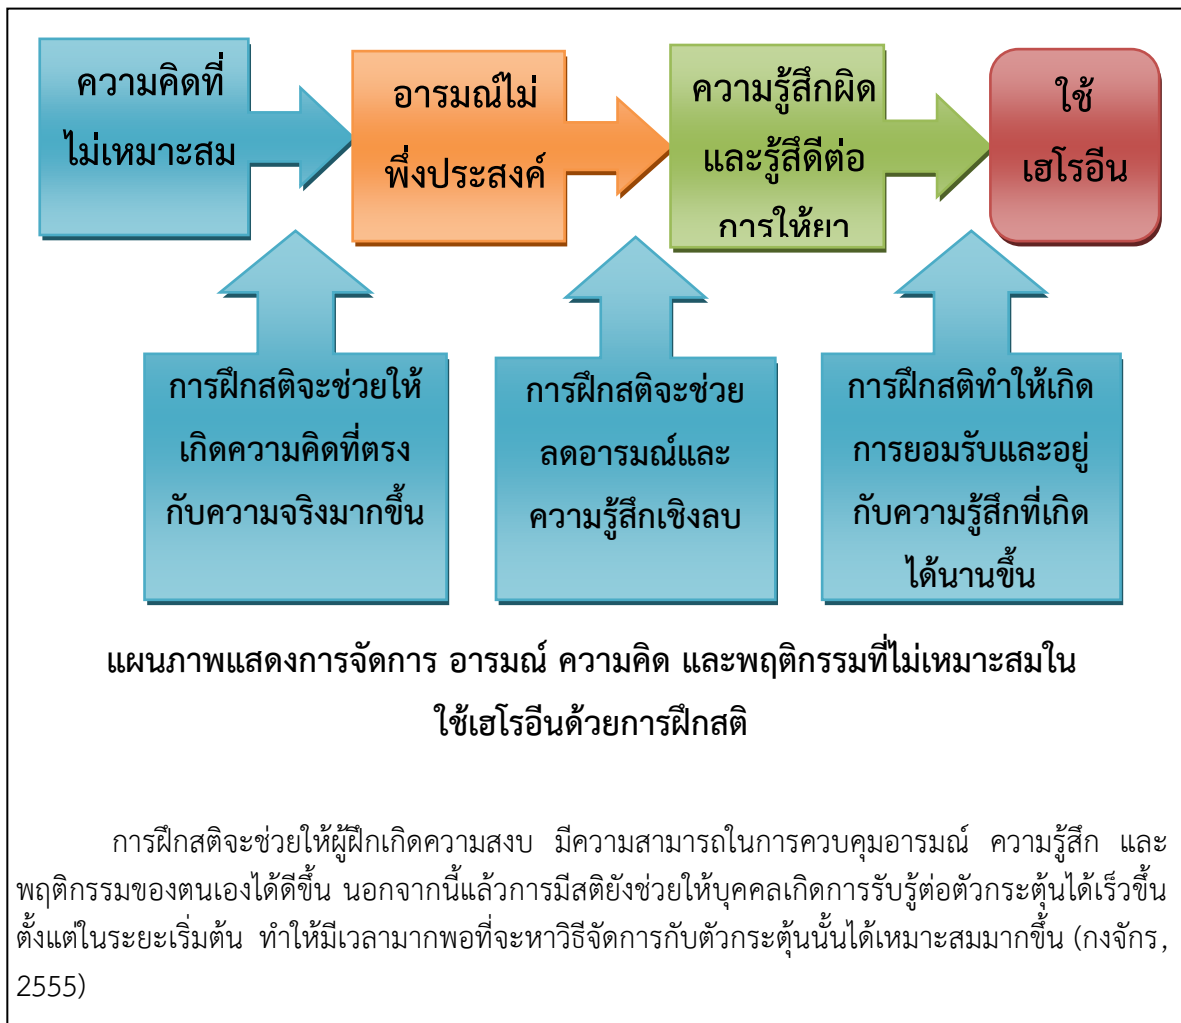 ความคิดที่
ไม่เหมาะสม
อารมณ์ไม่
พึ่งประสงค์
ความรู้สึกผิด
และรู้สึดีต่อ
การให้ยา
ใช้
เฮโรอีน
การฝึกสติจะช่วยให้
เกิดความคิดที่ตรง
กับความจริงมากขึ้น
การฝึกสติจะช่วย
ลดอารมณ์และ
ความรู้สึกเชิงลบ
การฝึกสติทำให้เกิด
การยอมรับและอยู่
กับความรู้สึกที่เกิด
ได้นานขึ้น
แผนภาพแสดงการจัดการ อารมณ์ ความคิด และพฤติกรรมที่ไม่เหมาะสมใน
ใช้เฮโรอีนด้วยการฝึกสติ
การฝึกสติจะช่วยให้ผู้ฝึกเกิดความสงบ มีความสามารถในการควบคุมอารมณ์ ความรู้สึก และ
พฤติกรรมของตนเองได้ดีขึ้น นอกจากนี้แล้วการมีสติยังช่วยให้บุคคลเกิดการรับรู้ต่อตัวกระตุ้นได้เร็วขึ้น
ตั้งแต่ในระยะเริ่มต้น ทำให้มีเวลามากพอที่จะหาวิธีจัดการกับตัวกระตุ้นนั้นได้เหมาะสมมากขึ้น (กงจักร,
2555)